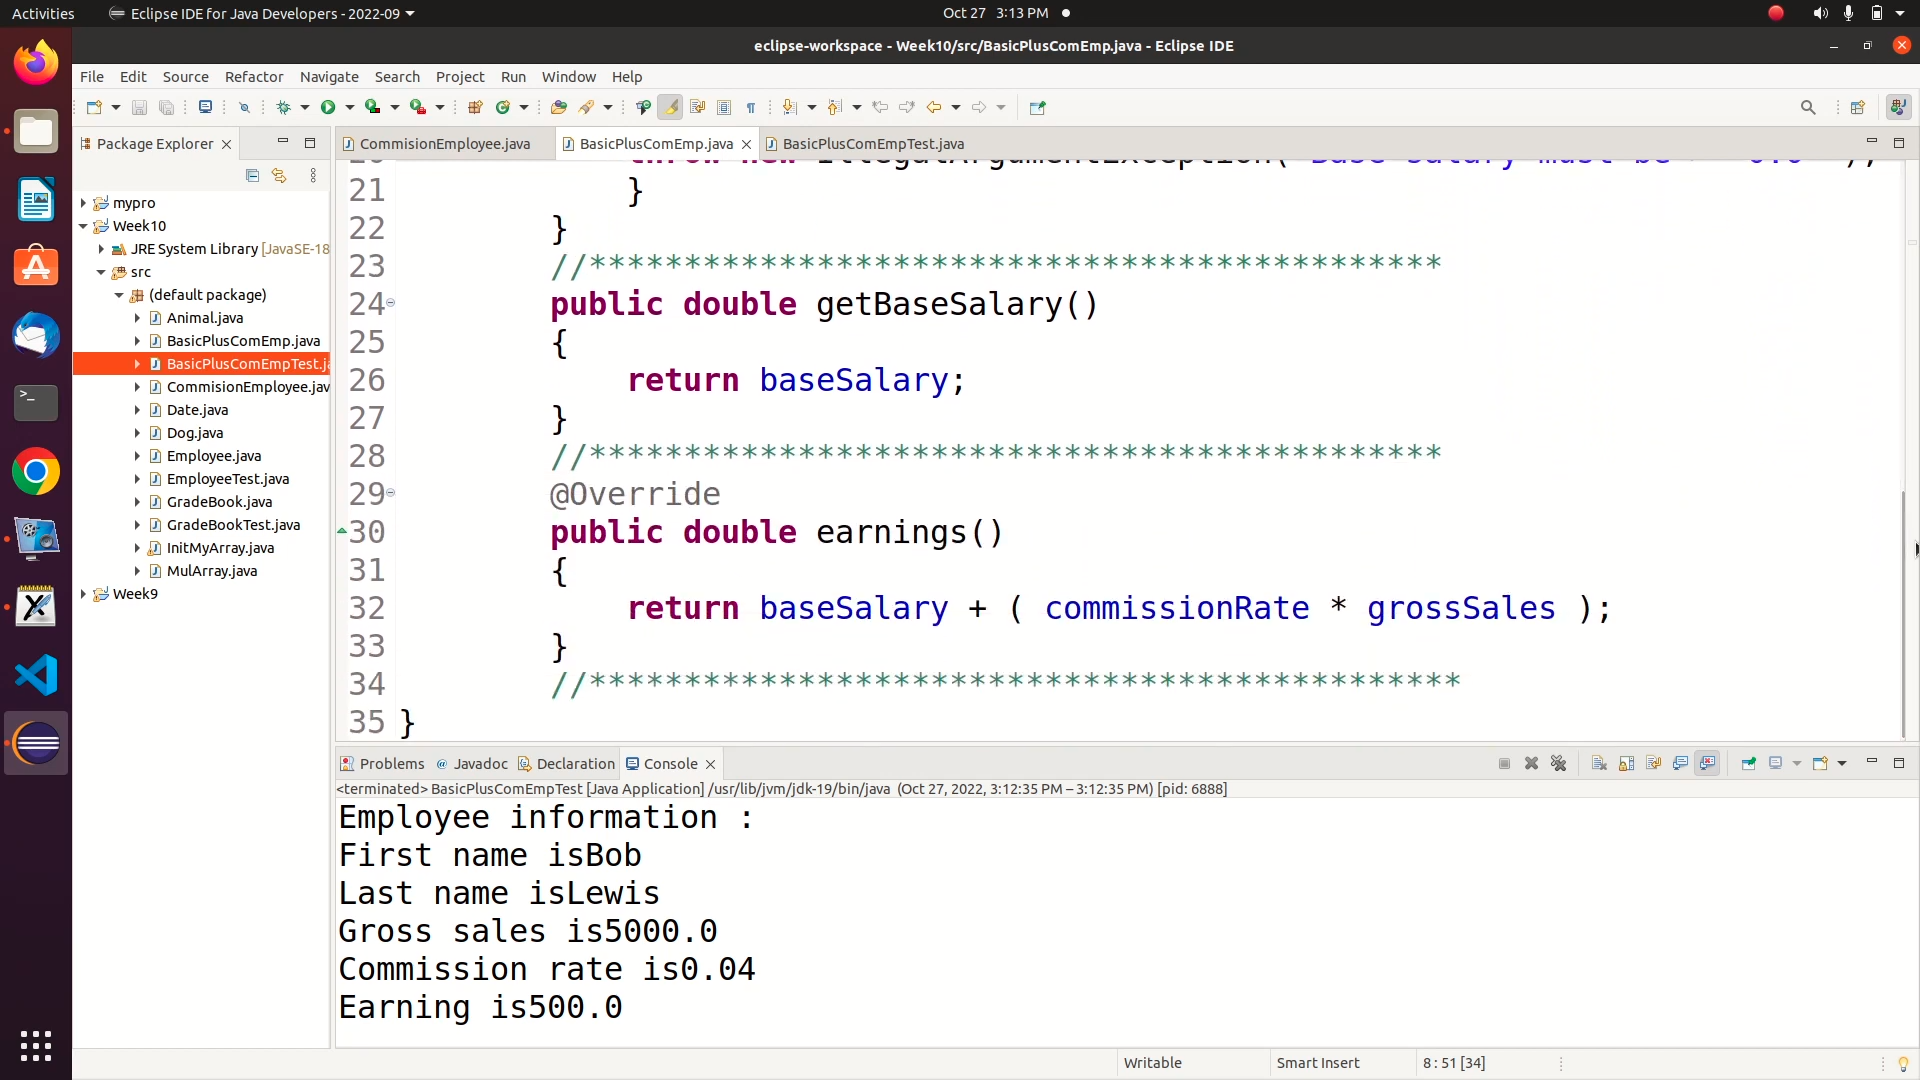 Activities
Eclipse IDE for Java Developers - 2022-09
Oct 27 3:13 PM
eclipse-workspace - Week10/src/BasicPlusComEmp.java - Eclipse IDE
File Edit Source Refactor Navigate Search Project Run Window Help
Package Explorer
mypro
Week10
JRE System Library [JavaSE-18
src
(default package)
Animal.java
BasicPlusComEmp.java
BasicPlusComEmpTest.ja
CommisionEmployee.jav
Date.java
Dog.java
Employee.java
EmployeeTest.java
GradeBook.java
GradeBookTest.java
InitMyArray.java
MulArray.java
Week9
CommisionEmployee.java
BasicPlusComEmp.java
BasicPlusComEmpTest.java
20 throw new IllegalArgumentException(
21 }
22 }
23 //*********************************************
24 public double getBaseSalary()
25 {
26 return baseSalary;
27 }
28 //*********************************************
29 @Override
30 public double earnings()
31 {
32 return baseSalary + ( commissionRate * grossSales );
33 }
34 //**********************************************
35 }
Problems @ Javadoc Declaration Console
<terminated> BasicPlusComEmpTest [Java Application] /usr/lib/jvm/jdk-19/bin/java (Oct 27, 2022, 3:12:35 PM – 3:12:35 PM) [pid: 6888]
Employee information :
First name isBob
Last name isLewis
Gross sales is5000.0
Commission rate is0.04
Earning is500.0
Writable
Smart Insert
8 : 51 [34]